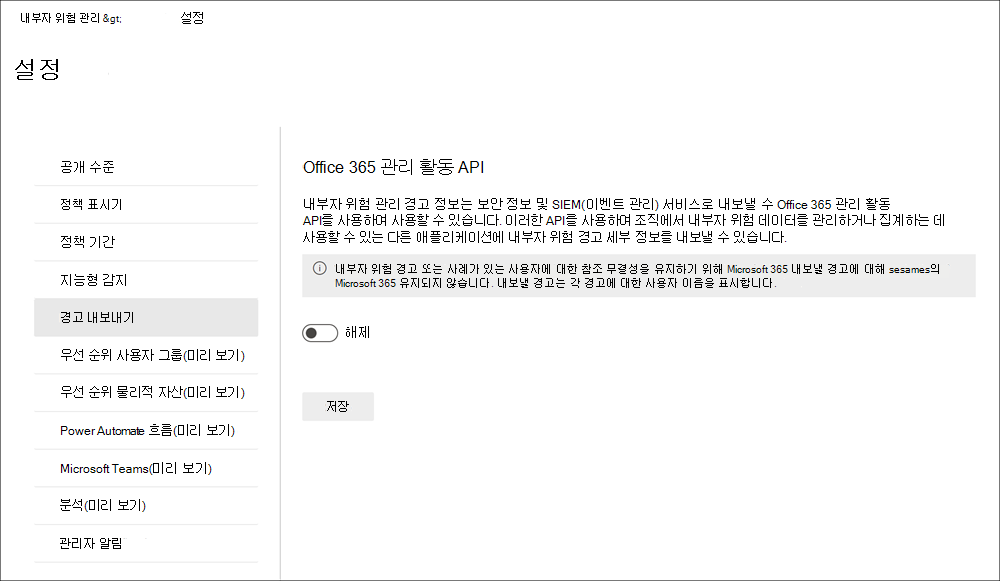 내부자 위험 관리 &gt; 설정
설정
공개 수준
정책 표시기
정책 기간
지능형 감지
경고 내보내기
우선 순위 사용자 그룹(미리 보기)
우선 순위 물리적 자산(미리 보기)
Power Automate 흐름(미리 보기)
Microsoft Teams(미리 보기)
분석(미리 보기)
관리자 알림
Office 365 관리 활동 API
내부자 위험 관리 경고 정보는 보안 정보 및 SIEM(이벤트 관리) 서비스로 내보낼 수 Office 365 관리 활동
API를 사용하여 사용할 수 있습니다. 이러한 API를 사용하여 조직에서 내부자 위험 데이터를 관리하거나 집계하는 데
사용할 수 있는 다른 애플리케이션에 내부자 위험 경고 세부 정보를 내보낼 수 있습니다.
내부자 위험 경고 또는 사례가 있는 사용자에 대한 참조 무결성을 유지하기 위해 Microsoft 365 내보낼 경고에 대해 sesames의
Microsoft 365 유지되지 않습니다. 내보낼 경고는 각 경고에 대한 사용자 이음을 표시합니다.
해제
저장